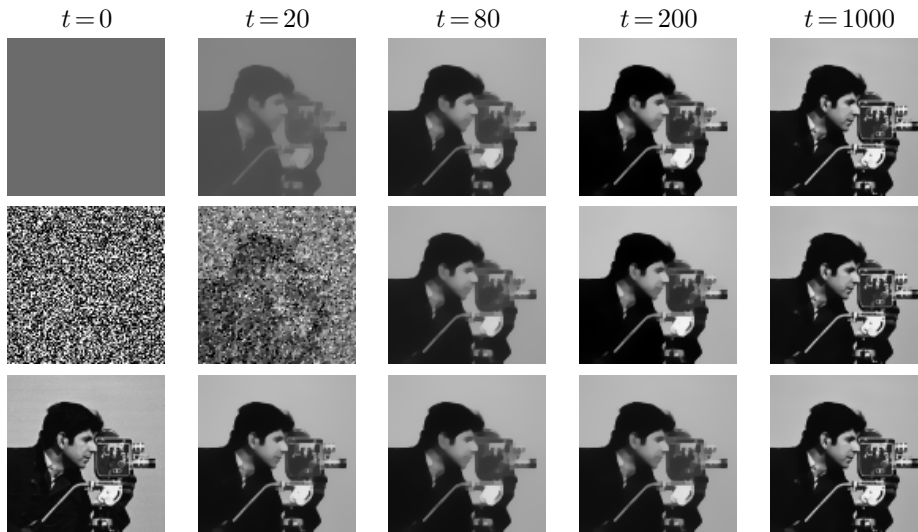 t = 0 t = 20 t = 80 t = 200 t = 1000